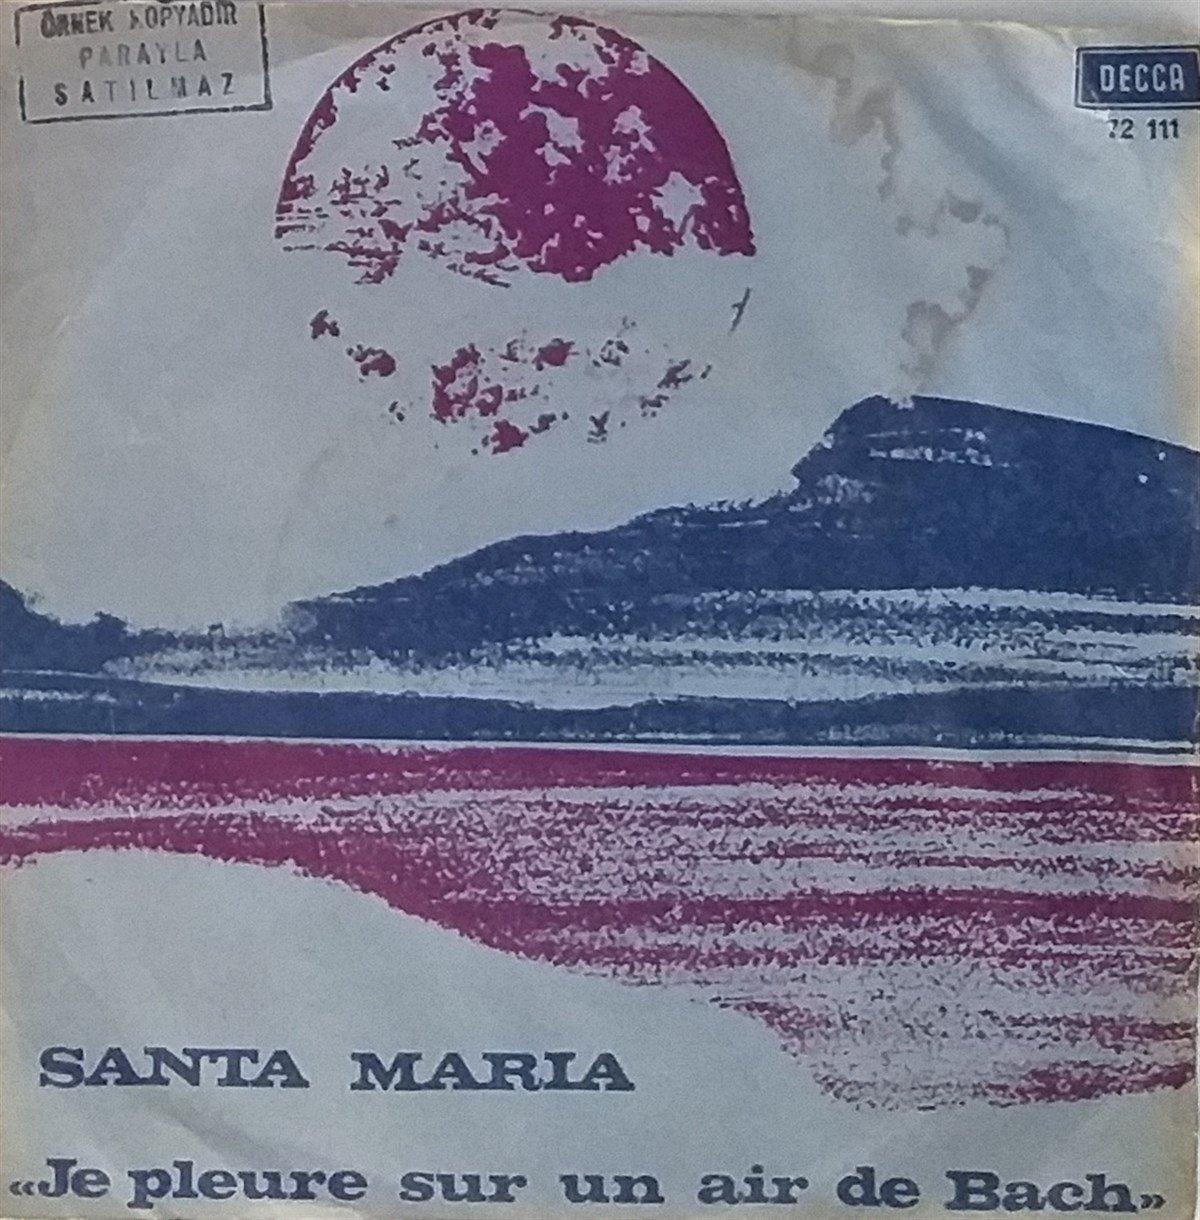 ÖRNEK KOPYADIR
PARAYLA
SATILMAZ
DECCA
72 111
SANTA MARIA
«Je pleure sur un air de Bach»